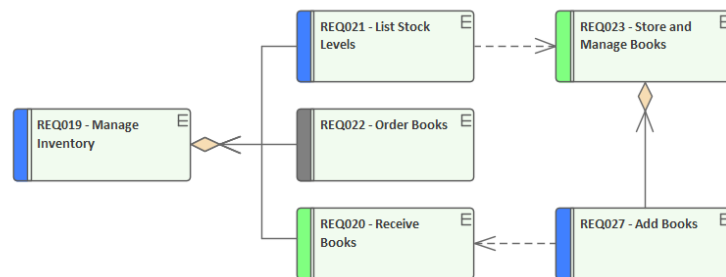 REQ021 - List Stock
Levels
REQ023 - Store and
Manage Books
REQ019 - Manage
Inventory
REQ022 - Order Books
REQ020 - Receive
Books
REQ027 - Add Books